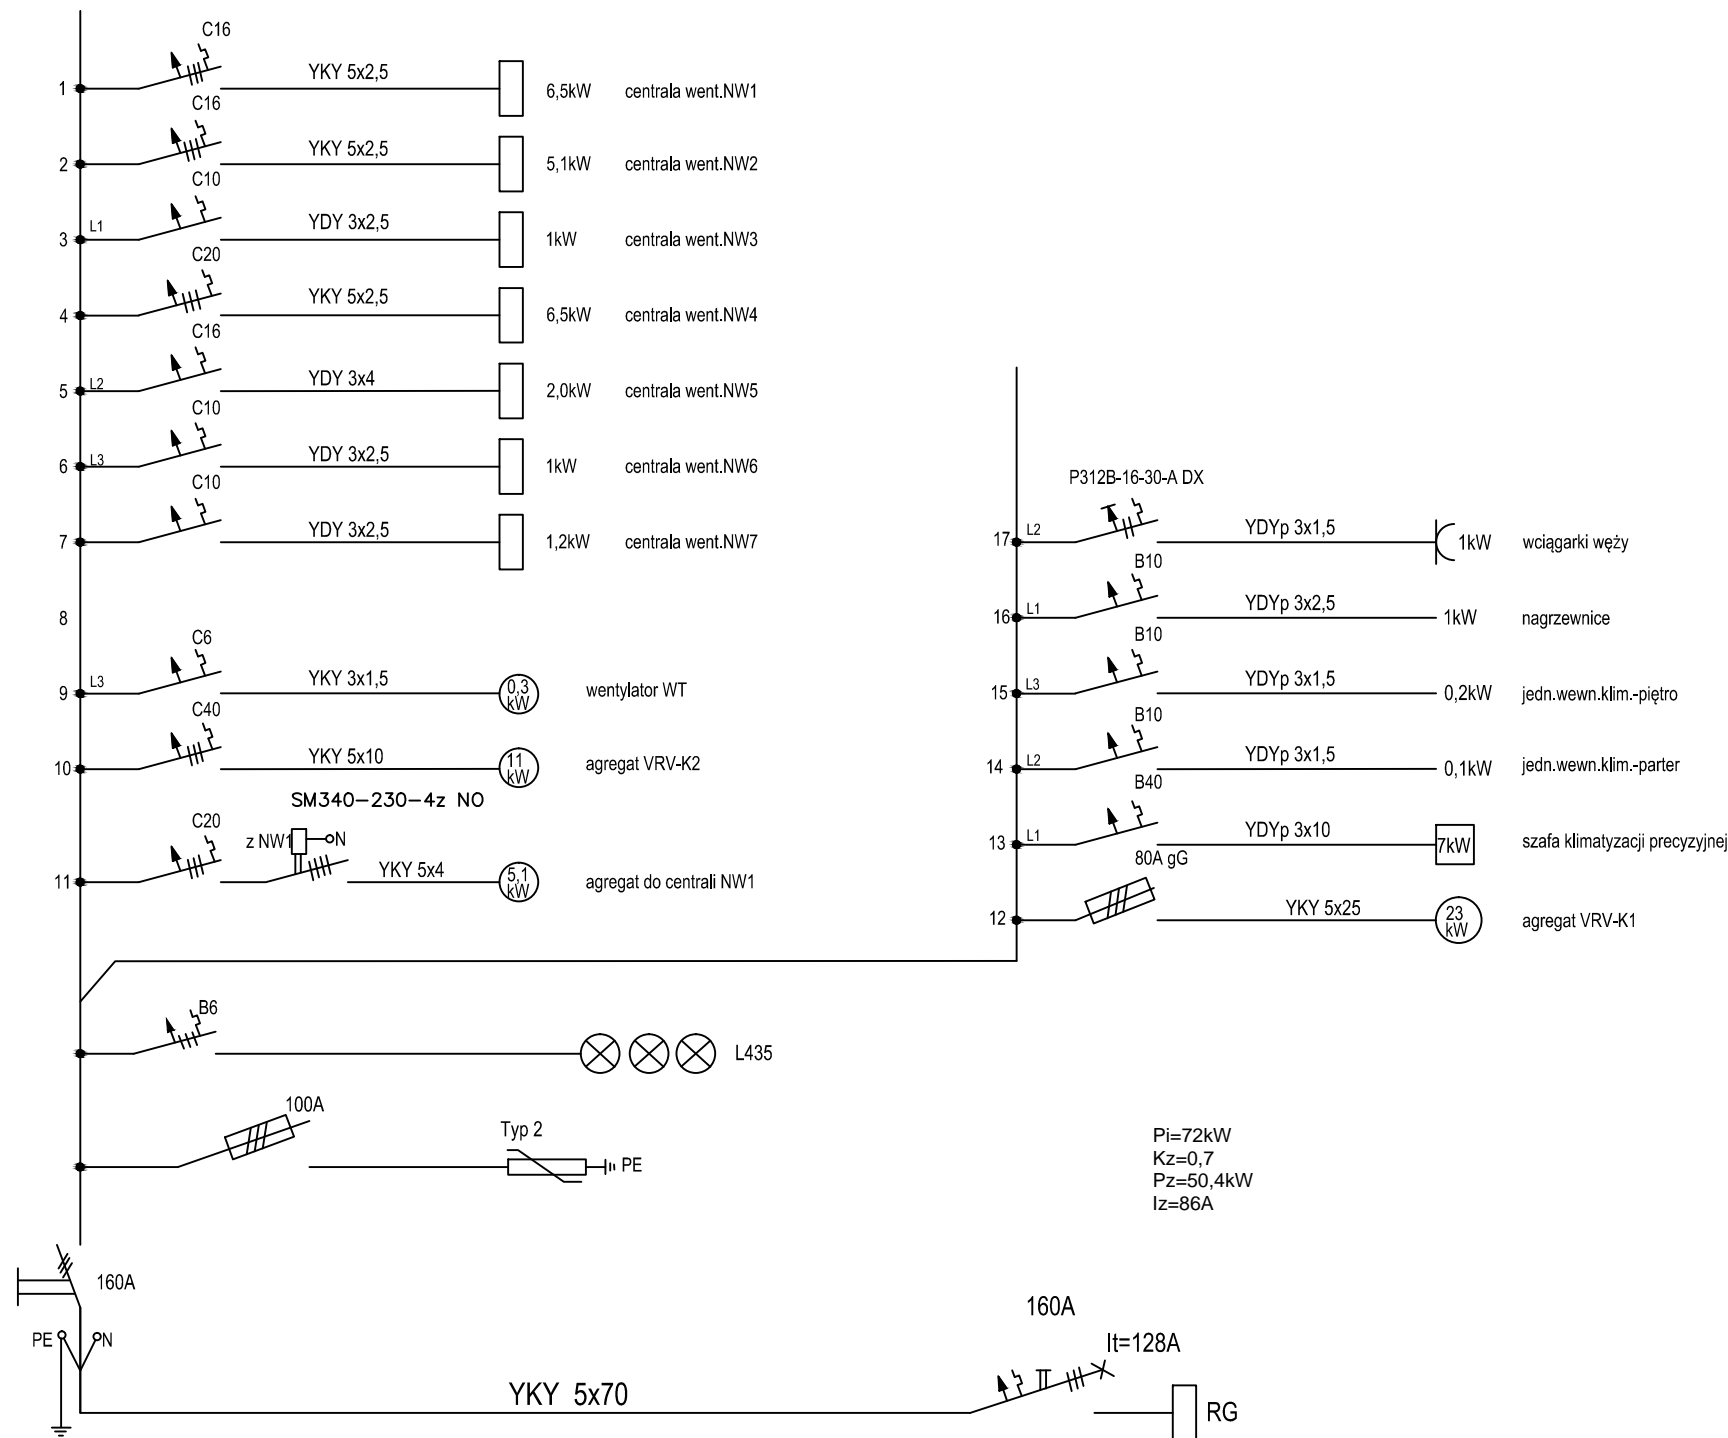 C16
1 YKY 5x2,5 6,5kW centrala went.NW1
C16
2 YKY 5x2,5 5,1kW centrala went.NW2
C10
3 L1 YDY 3x2,5 1kW centrala went.NW3
C20
4 YKY 5x2,5 6,5kW centrala went.NW4
C16
5 L2 YDY 3x4 2,0kW centrala went.NW5
C10
6 L3 YDY 3x2,5 1kW centrala went.NW6
C10
7 YDY 3x2,5 1,2kW centrala went.NW7
8
C6
9 L3 YKY 3x1,5 0,3 kW wentylator WT
C40
10 YKY 5x10 11 kW agregat VRV-K2
SM340-230-4z NO
C20
z NW1 N
11 YKY 5x4 5,1 kW agregat do centrali NW1
P312B-16-30-A DX
17 L2 YDYp 3x1,5 1kW wciągarki węży
B10
16 L1 YDYp 3x2,5 1kW nagrzewnice
B10
15 L3 YDYp 3x1,5 0,2kW jedn.wewn.klim.-piętro
B10
14 L2 YDYp 3x1,5 0,1kW jedn.wewn.klim.-parter
B40
13 L1 YDYp 3x10 7kW szafa klimatyzacji precyzyjnej
80A gG
12 YKY 5x25 23 kW agregat VRV-K1
B6
L435
100A
Typ 2
PE
Pi=72kW
Kz=0,7
Pz=50,4kW
Iz=86A
160A
PE N
160A
It=128A
YKY 5x70
RG